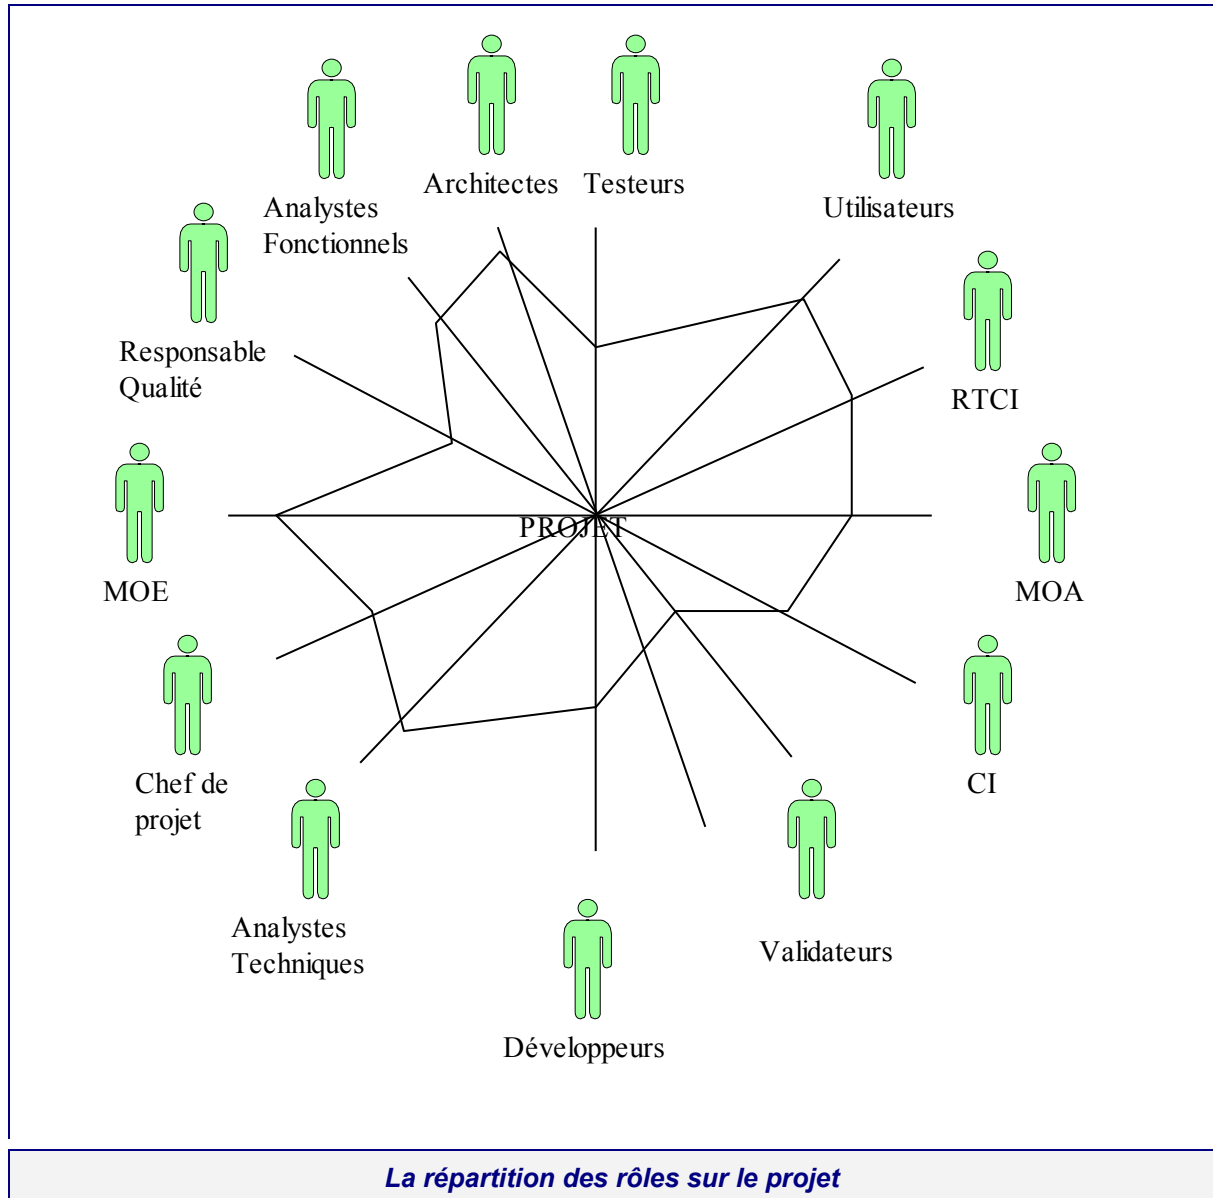 Architectes
Testeurs
Analystes
Fonctionnels
Utilisateurs
Responsable
Qualité
RTCI
PROJET
MOE
MOA
Chef de
projet
CI
Analystes
Techniques
Validateurs
Développeurs
La répartition des rôles sur le projet